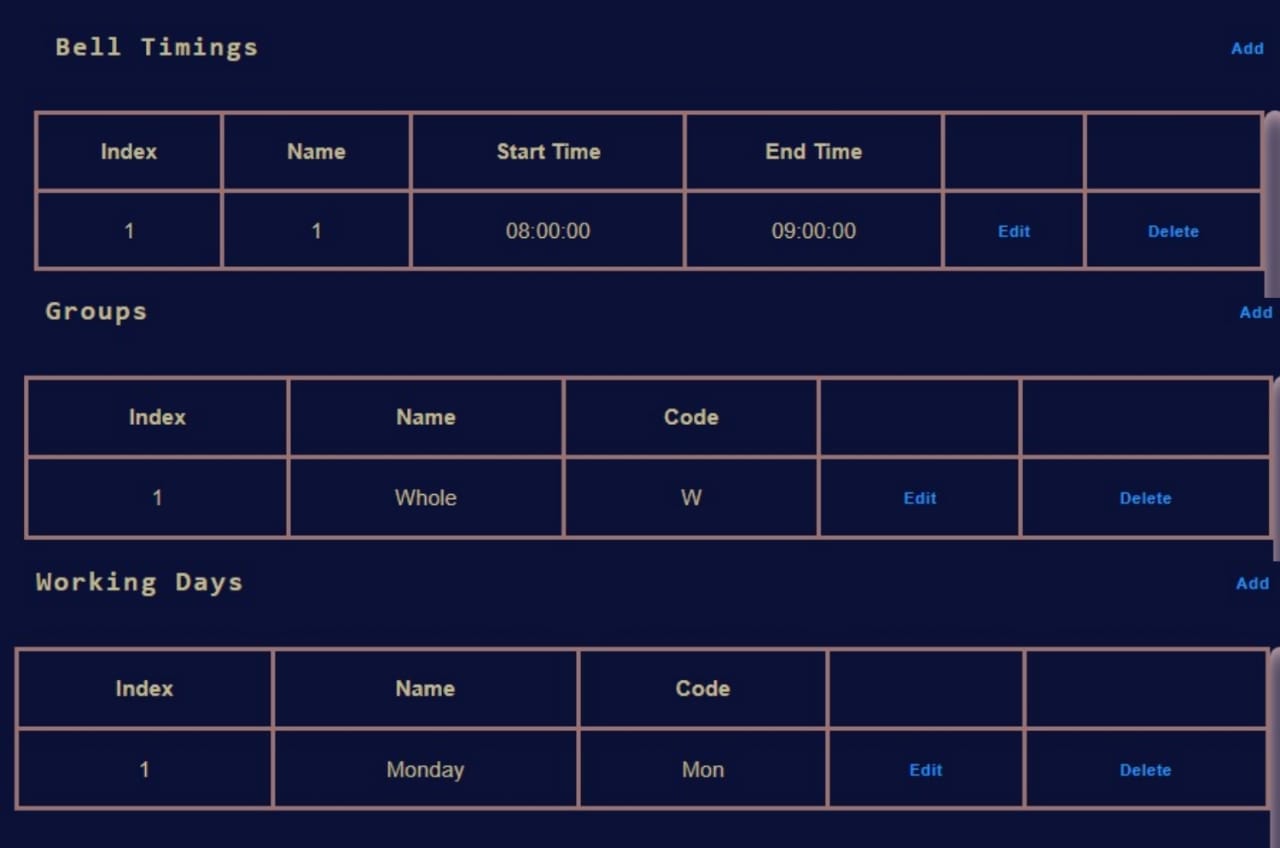 Bell Timings Add
Index Name Start Time End Time
1 1 08:00:00 09:00:00 Edit Delete
Groups Add
Index Name Code
1 Whole W Edit Delete
Working Days Add
Index Name Code
1 Monday Mon Edit Delete